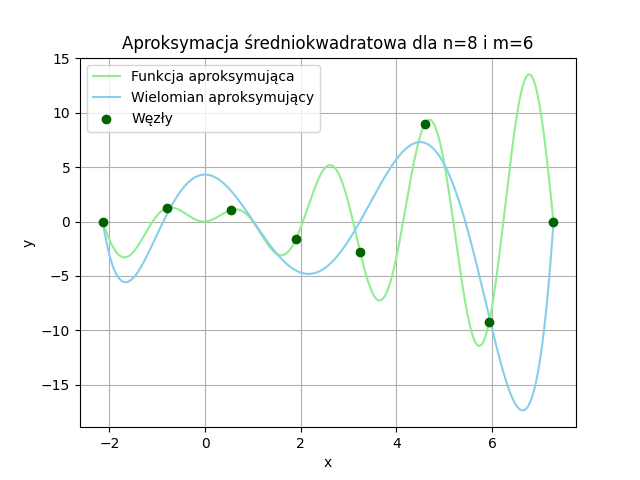 Aproksymacja średniokwadratowa dla n=8 i m=6
Funkcja aproksymująca
Wielomian aproksymujący
Węzły
15
10
5
0
−5
−10
−15
y
−2
0
2
4
6
x